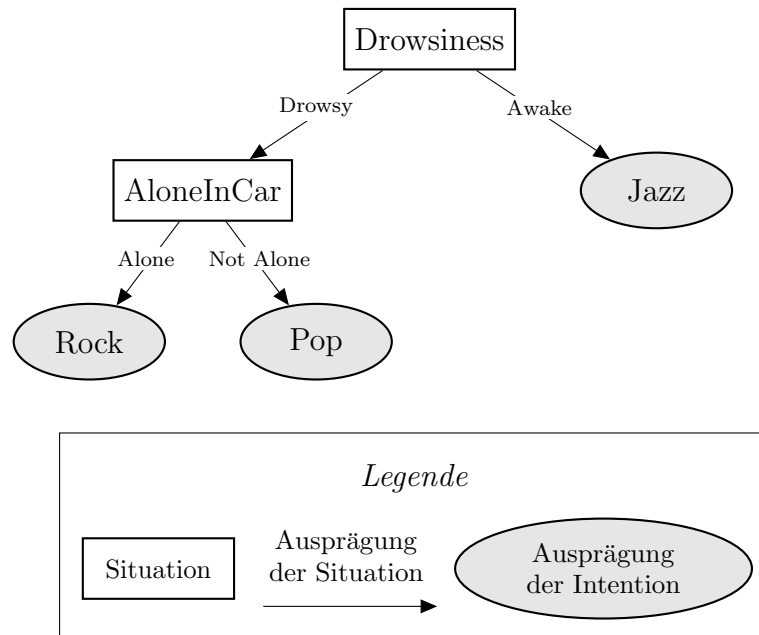 Drowsiness
Drowsy
Awake
AloneInCar
Jazz
Alone
Not Alone
Rock
Pop
Legende
Situation
Ausprägung
der Situation
Ausprägung
der Intention